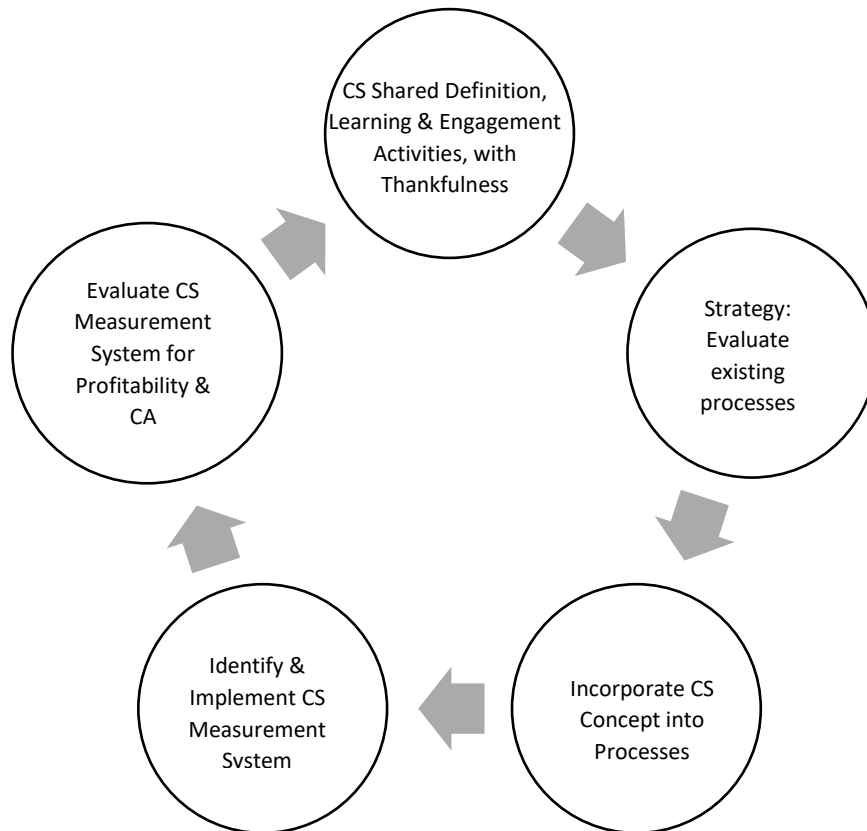 CS Shared Definition,
Learning & Engagement
Activities, with
Thankfulness
Strategy:
Evaluate
existing
processes
Incorporate CS
Concept into
Processes
Identify &
Implement CS
Measurement
System
Evaluate CS
Measurement
System for
Profitability &
CA